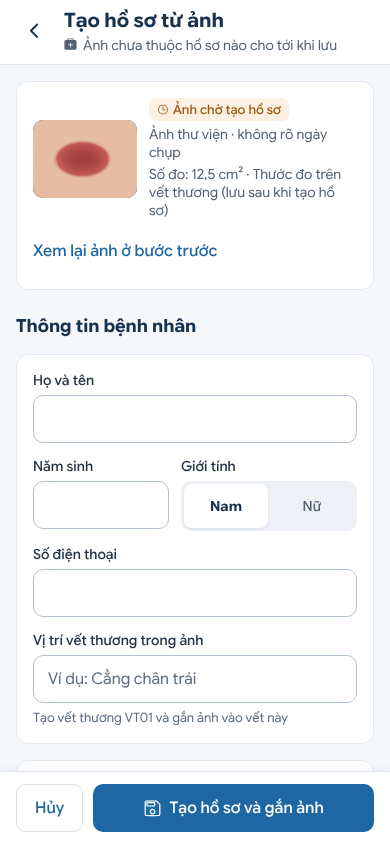 Tạo hồ sơ từ ảnh
Ảnh chưa thuộc hồ sơ nào cho tới khi lưu
Ảnh chờ tạo hồ sơ
Ảnh thư viện · không rõ ngày
chụp
Số đo: 12,5 cm² · Thước đo trên
vết thương (lưu sau khi tạo hồ
sơ)
Xem lại ảnh ở bước trước
Thông tin bệnh nhân
Họ và tên
Năm sinh
Giới tính
Nam
Nữ
Số điện thoại
Vị trí vết thương trong ảnh
Ví dụ: Cẳng chân trái
Tạo vết thương VT01 và gắn ảnh vào vết này
Hủy
Tạo hồ sơ và gắn ảnh